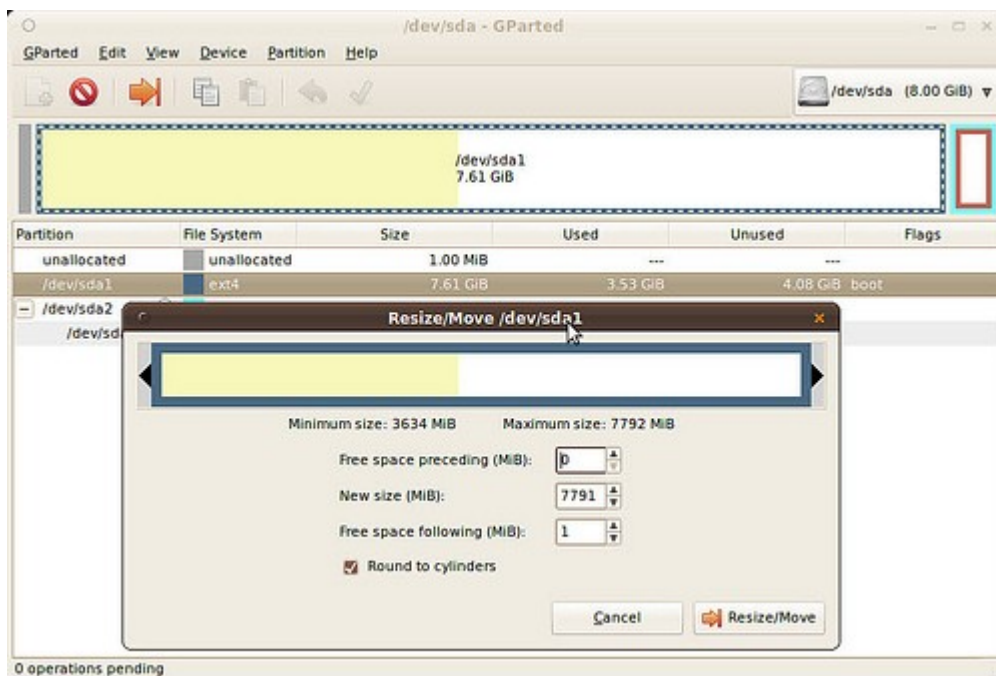 /dev/sda - GParted
GParted Edit View Device Partition Help
/dev/sda (8.00 GiB)
/dev/sda1
7.61 GiB
Partition File System Size Used Unused Flags
unallocated unallocated 1.00 MiB --- ---
/dev/sda1 ext4 7.61 GiB 3.53 GiB 4.08 GiB boot
/dev/sda2
/dev/sd
Resize/Move /dev/sda1
Minimum size: 3634 MiB Maximum size: 7792 MiB
Free space preceding (MiB): 0
New size (MiB): 7791
Free space following (MiB): 1
Round to cylinders
Cancel Resize/Move
0 operations pending